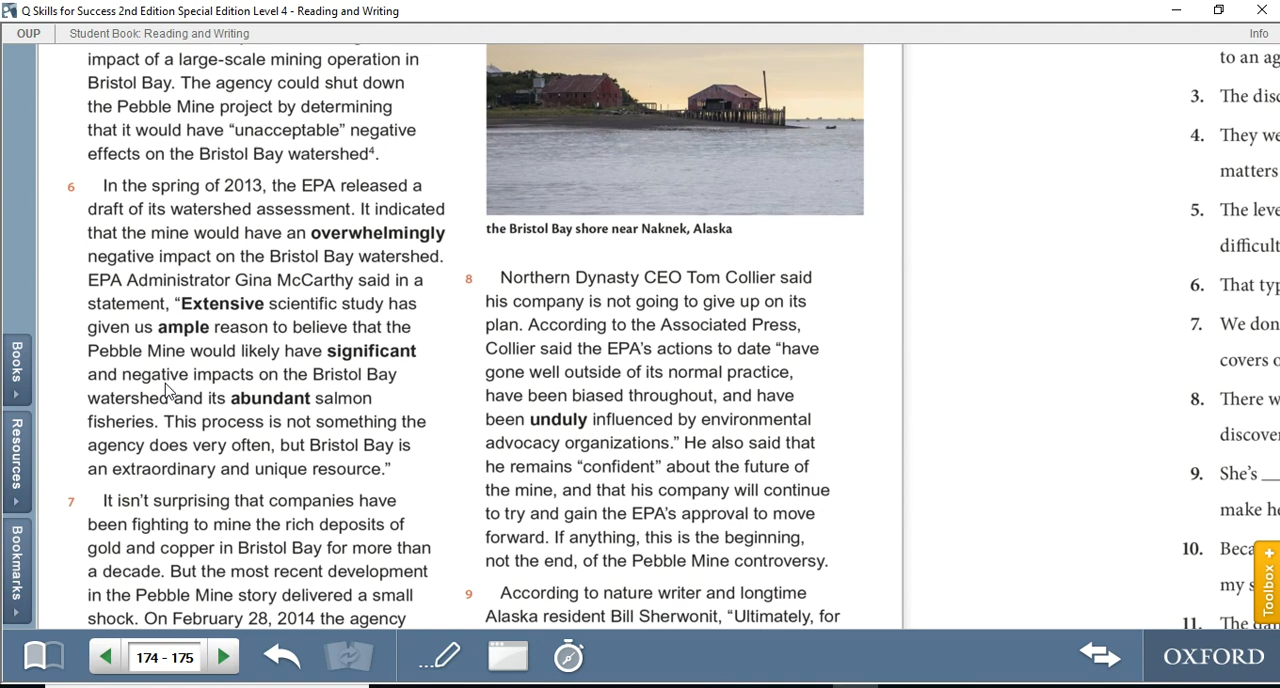 Q Skills for Success 2nd Edition Special Edition Level 4 - Reading and Writing
OUP
Student Book: Reading and Writing
Info
impact of a large-scale mining operation in
Bristol Bay. The agency could shut down
the Pebble Mine project by determining
that it would have “unacceptable” negative
effects on the Bristol Bay watershed⁴.
6 In the spring of 2013, the EPA released a
draft of its watershed assessment. It indicated
that the mine would have an overwhelmingly
negative impact on the Bristol Bay watershed.
EPA Administrator Gina McCarthy said in a
statement, “Extensive scientific study has
given us ample reason to believe that the
Pebble Mine would likely have significant
and negative impacts on the Bristol Bay
watershed and its abundant salmon
fisheries. This process is not something the
agency does very often, but Bristol Bay is
an extraordinary and unique resource.”
7 It isn’t surprising that companies have
been fighting to mine the rich deposits of
gold and copper in Bristol Bay for more than
a decade. But the most recent development
in the Pebble Mine story delivered a small
shock. On February 28, 2014 the agency
the Bristol Bay shore near Naknek, Alaska
8 Northern Dynasty CEO Tom Collier said
his company is not going to give up on its
plan. According to the Associated Press,
Collier said the EPA’s actions to date “have
gone well outside of its normal practice,
have been biased throughout, and have
been unduly influenced by environmental
advocacy organizations.” He also said that
he remains “confident” about the future of
the mine, and that his company will continue
to try and gain the EPA’s approval to move
forward. If anything, this is the beginning,
not the end, of the Pebble Mine controversy.
9 According to nature writer and longtime
Alaska resident Bill Sherwonit, “Ultimately, for
to an
3. The
4. They
matters
5. The
6. That
7. We
covers
8. There
9. She’s
make
10.
my
11. The
Books
Resources
Bookmarks
Toolbox +
174 - 175
OXFORD